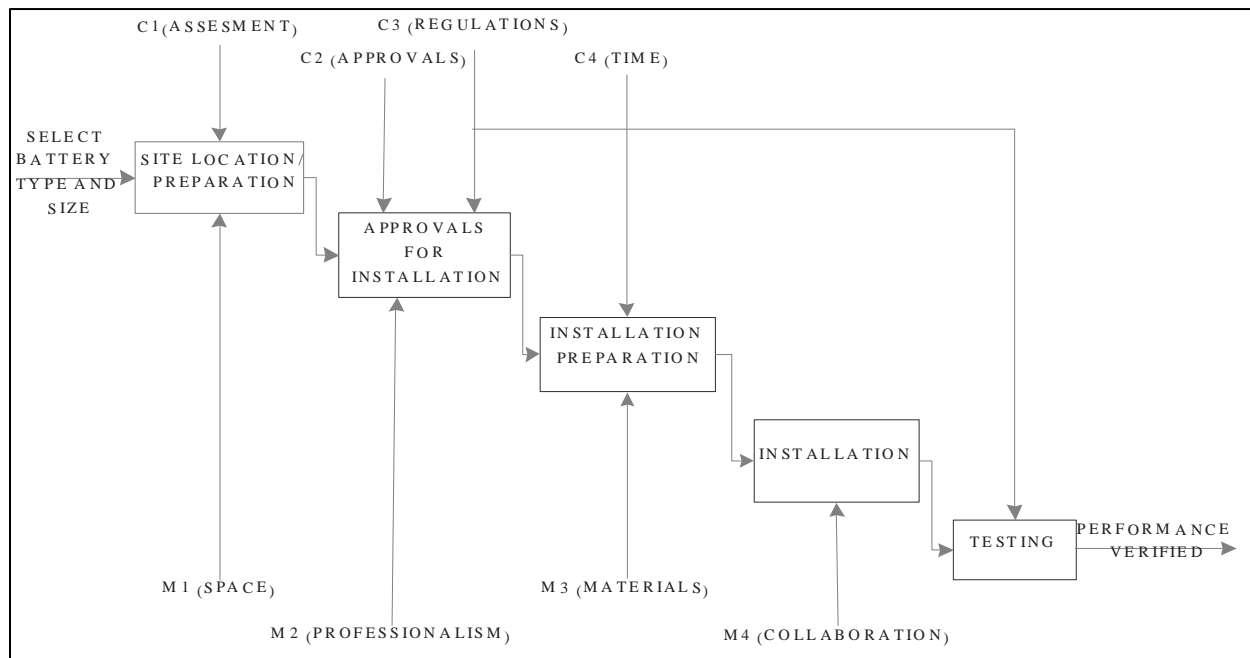 C1(ASSESMENT)
C3 (REGULATIONS)
C2 (APPROVALS)
C4 (TIME)
SELECT
BATTERY
TYPE AND
SIZE
SITE LOCATION/
PREPARATION
APPROVALS
FOR
INSTALLATION
INSTALLATION
PREPARATION
INSTALLATION
TESTING
PERFORMANCE
VERIFIED
M1 (SPACE)
M3 (MATERIALS)
M2 (PROFESSIONALISM)
M4 (COLLABORATION)